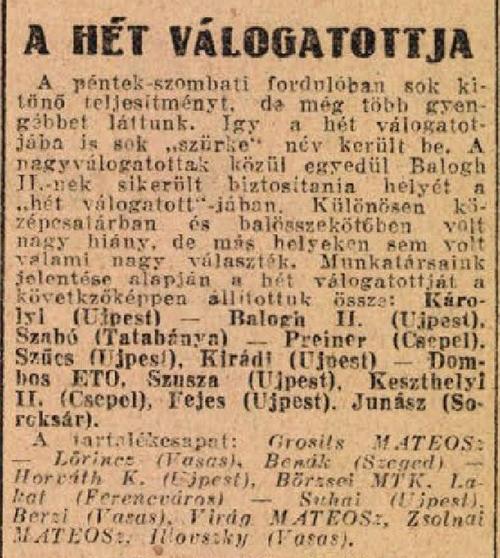 A HÉT VÁLOGATOTTJA
A péntek-szombati fordulóban sok ki-
tünő teljesítményt, de még több gyen-
gébbet láttunk. Igy a hét válogatot-
jába is sok „szürke" név került be. A
nagyválogatottak közül egyedül Balogh
II.-nek sikerült biztosítania helyét a
„hét válogatott"-jában. Különösen kö-
zépcsatárban és balösszekötőben volt
nagy hiány, de más helyeken sem volt
valami nagy választék. Munkatársaink
jelentése alapján a hét válogatottját a
következőképpen állítottuk össze: Káro-
lyi (Ujpest) — Balogh II. (Ujpest),
Szabó (Tatabánya) — Preiner (Csepel),
Szűcs (Ujpest), Kirádi (Ujpest) — Dom-
bos ETO, Szusza (Ujpest), Keszthelyi
II. (Csepel), Fejes (Ujpest), Junász (So-
roksár).
A tartalékcsapat: Grosits MATEOSz
— Lőrincz (Vasas), Benák (Szeged) —
Horváth K. (Ujpest), Börzsei MTK, La-
kat (Ferencváros) — Suhai (Ujpest),
Berzi (Vasas), Virág MATEOSz, Zsolnai
MATEOSz, Illovszky (Vasas).